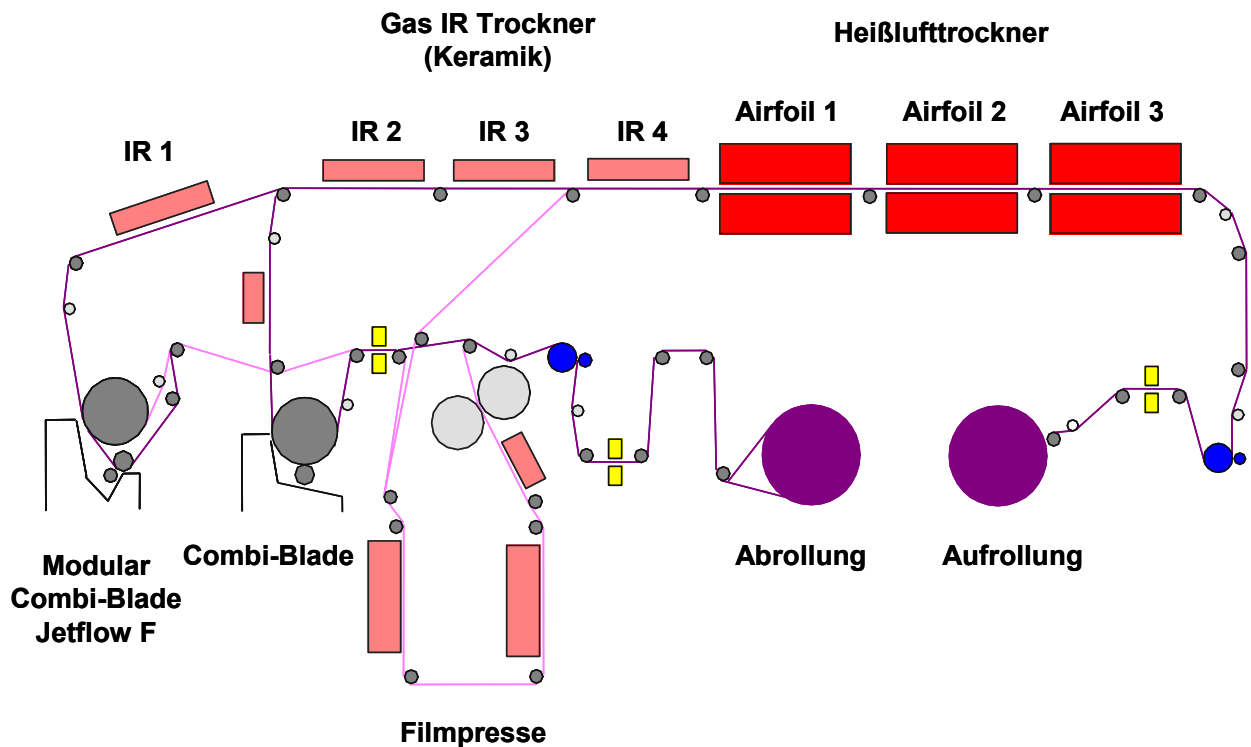 Gas IR Trockner
(Keramik)
Heißlufttrockner
IR 1
IR 2
IR 3
IR 4
Airfoil 1
Airfoil 2
Airfoil 3
Modular
Combi-Blade
Jetflow F
Combi-Blade
Abrollung
Aufrollung
Filmpresse